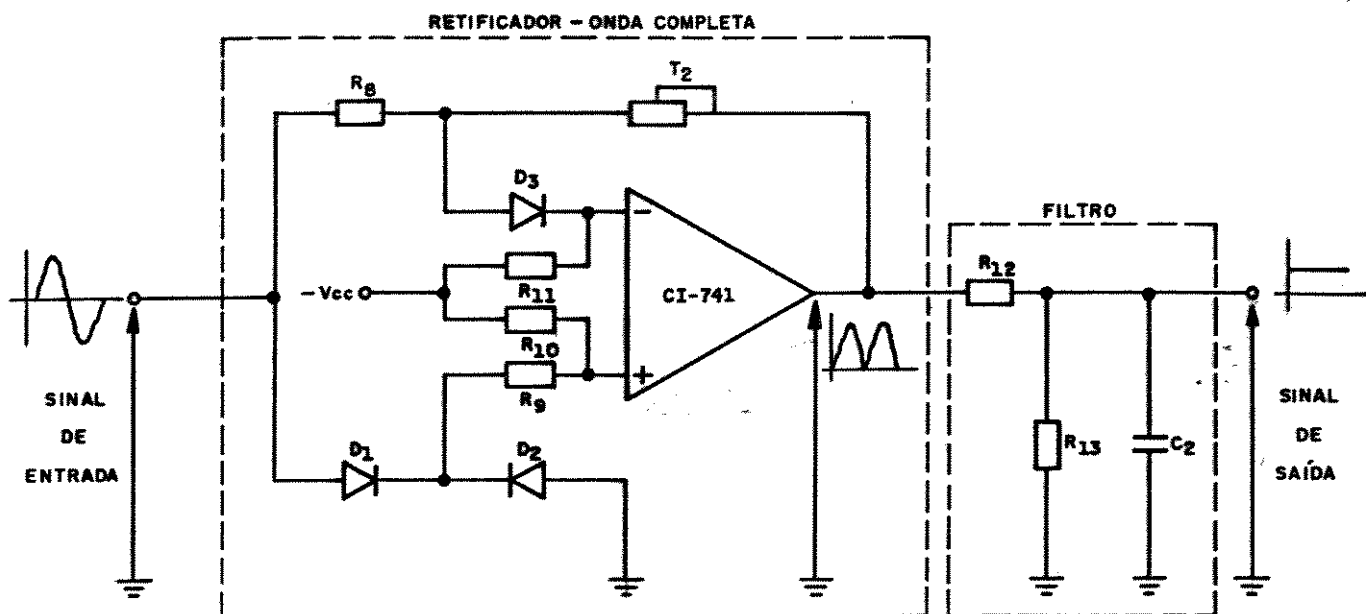 RETIFICADOR - ONDA COMPLETA
R8
T2
D3
FILTRO
R12
-Vcc
R11
CI-741
R10
R9
SINAL
DE
ENTRADA
D1
D2
R13
C2
SINAL
DE
SAÍDA